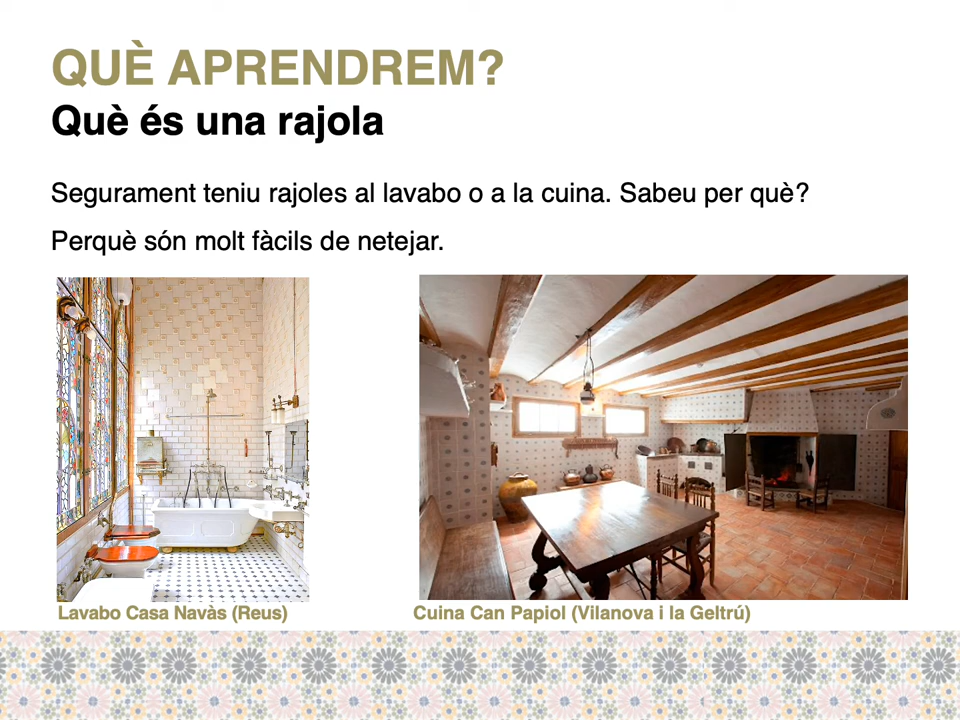 QUÈ APRENDREM?
Què és una rajola
Segurament teniu rajoles al lavabo o a la cuina. Sabeu per què?
Perquè són molt fàcils de netejar.
Lavabo Casa Navàs (Reus)
Cuina Can Papiol (Vilanova i la Geltrú)